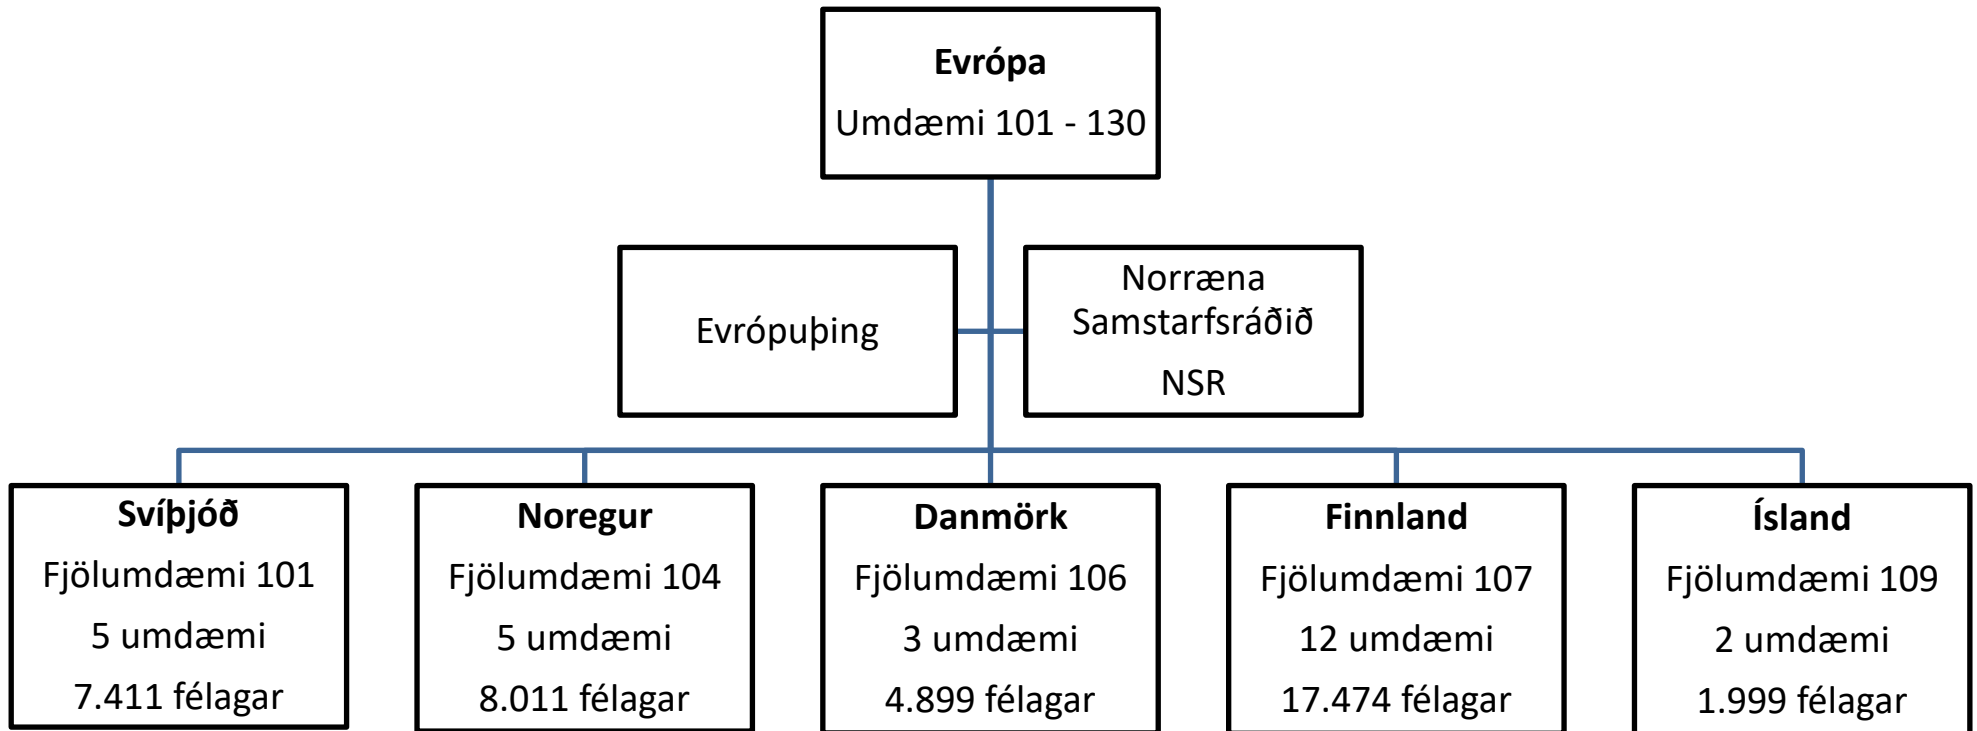 Evrópa
Umdæmi 101 - 130
Evrópuþing
Norræna
Samstarfsráðið
NSR
Svíþjóð
Fjölumdæmi 101
5 umdæmi
7.411 félagar
Noregur
Fjölumdæmi 104
5 umdæmi
8.011 félagar
Danmörk
Fjölumdæmi 106
3 umdæmi
4.899 félagar
Finnland
Fjölumdæmi 107
12 umdæmi
17.474 félagar
Ísland
Fjölumdæmi 109
2 umdæmi
1.999 félagar